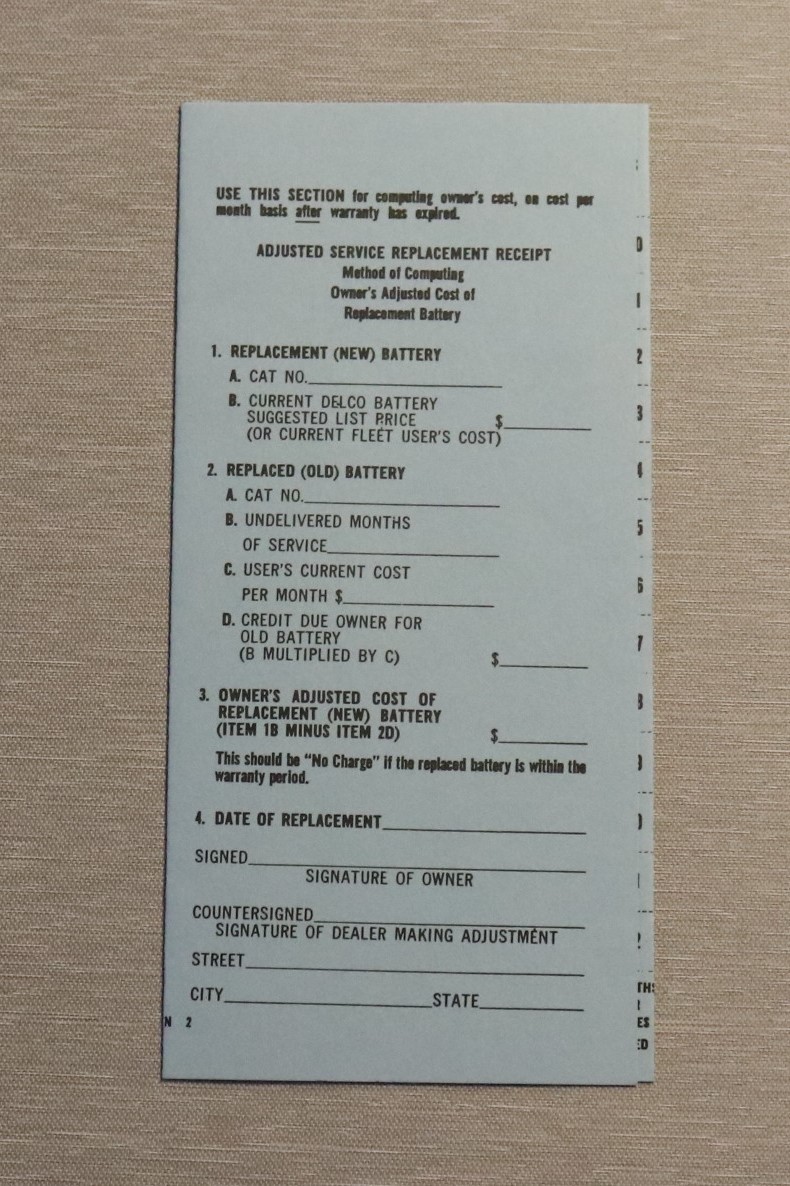 USE THIS SECTION for computing owner's cost, on cost per
month basis after warranty has expired.
ADJUSTED SERVICE REPLACEMENT RECEIPT
Method of Computing
Owner's Adjusted Cost of
Replacement Battery
1. REPLACEMENT (NEW) BATTERY
A. CAT NO.
B. CURRENT DELCO BATTERY
SUGGESTED LIST PRICE $
(OR CURRENT FLEET USER'S COST)
2. REPLACED (OLD) BATTERY
A. CAT NO.
B. UNDELIVERED MONTHS
OF SERVICE
C. USER'S CURRENT COST
PER MONTH $
D. CREDIT DUE OWNER FOR
OLD BATTERY
(B MULTIPLIED BY C) $
3. OWNER'S ADJUSTED COST OF
REPLACEMENT (NEW) BATTERY
(ITEM 1B MINUS ITEM 2D) $
This should be "No Charge" if the replaced battery is within the
warranty period.
4. DATE OF REPLACEMENT
SIGNED
SIGNATURE OF OWNER
COUNTERSIGNED
SIGNATURE OF DEALER MAKING ADJUSTMENT
STREET
CITY STATE
N 2